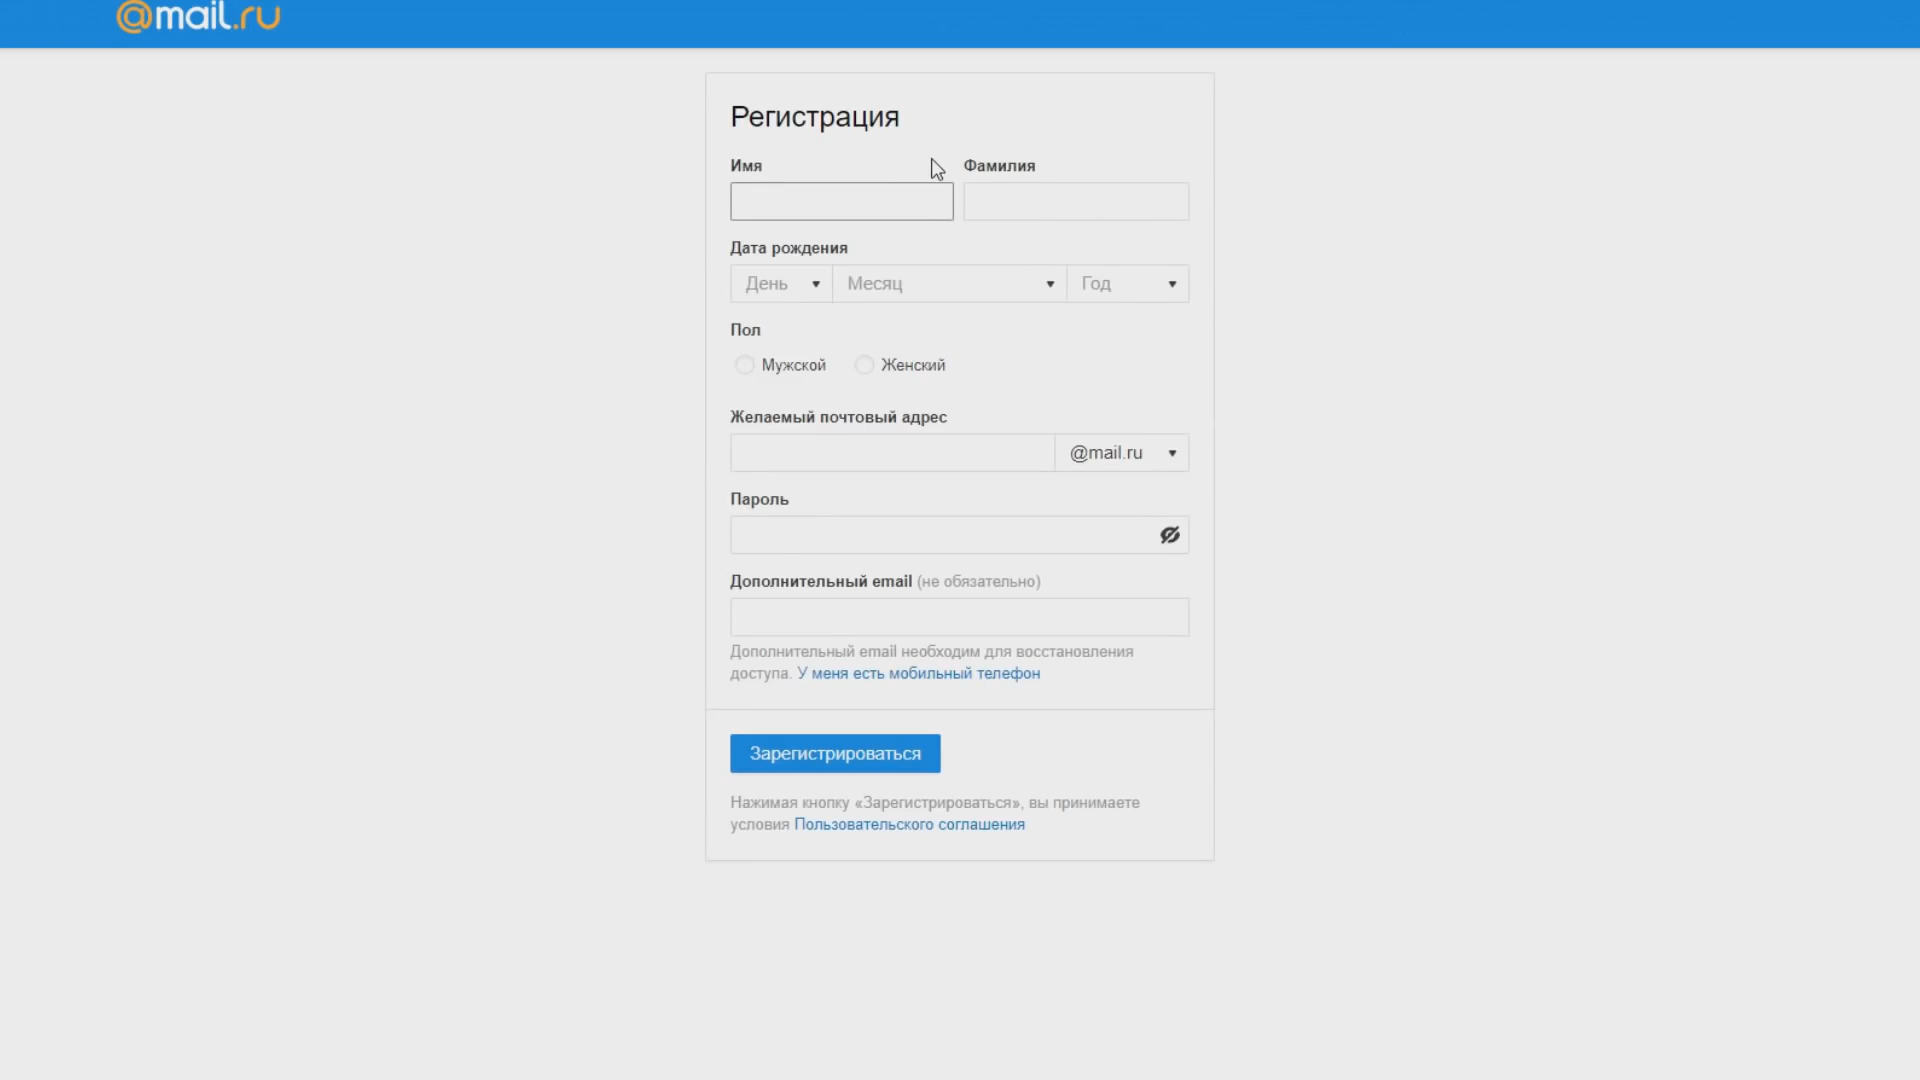 @mail.ru
Регистрация
Имя Фамилия
Дата рождения
День Месяц Год
Пол
Мужской Женский
Желаемый почтовый адрес
@mail.ru
Пароль
Дополнительный email (не обязательно)
Дополнительный email необходим для восстановления
доступа. У меня есть мобильный телефон
Зарегистрироваться
Нажимая кнопку «Зарегистрироваться», вы принимаете
условия Пользовательского соглашения